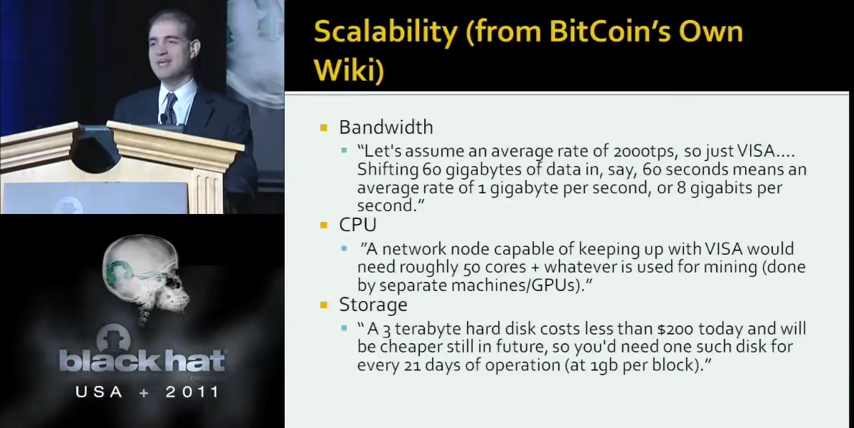 Scalability (from BitCoin's Own
Wiki)
Bandwidth
"Let's assume an average rate of 2000tps, so just VISA....
Shifting 60 gigabytes of data in, say, 60 seconds means an
average rate of 1 gigabyte per second, or 8 gigabits per
second."
CPU
"A network node capable of keeping up with VISA would
need roughly 50 cores + whatever is used for mining (done
by separate machines/GPUs)."
Storage
" A 3 terabyte hard disk costs less than $200 today and will
be cheaper still in future, so you'd need one such disk for
every 21 days of operation (at 1gb per block)."
black hat
USA + 2011